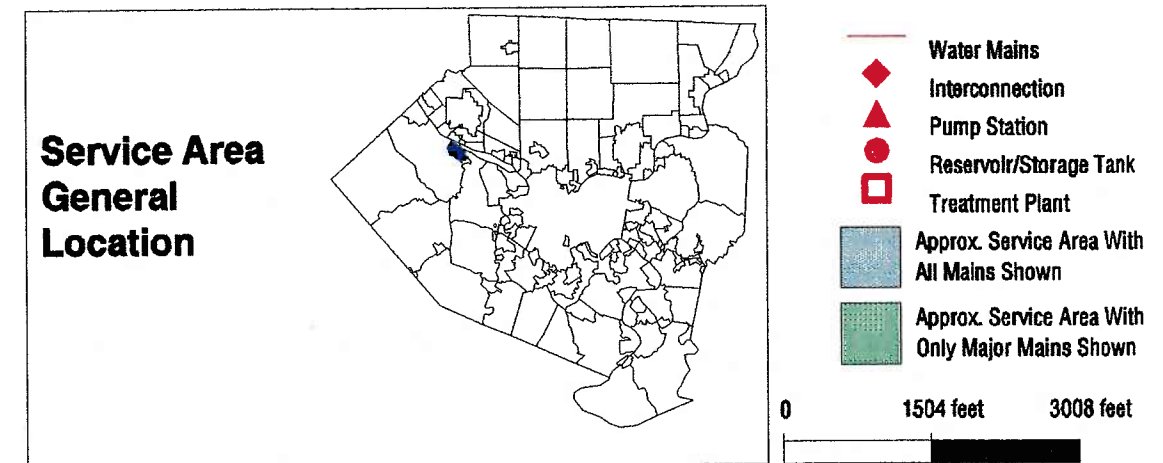 Service Area
General
Location
Water Mains
Interconnection
Pump Station
Reservoir/Storage Tank
Treatment Plant
Approx. Service Area With
All Mains Shown
Approx. Service Area With
Only Major Mains Shown
0 1504 feet 3008 feet